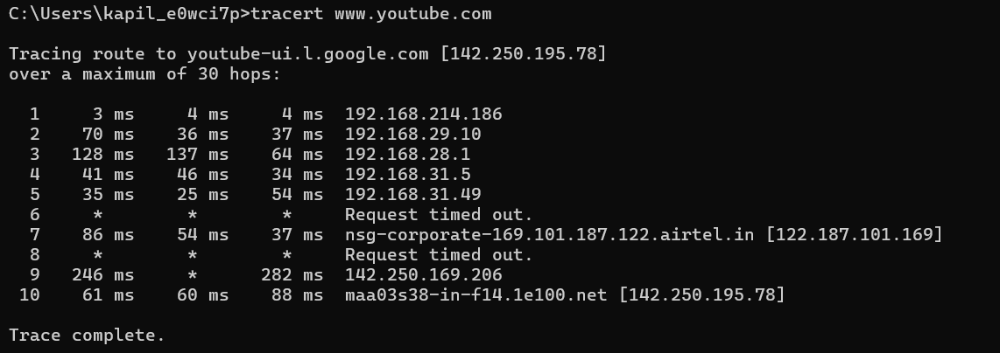 C:\Users\kapil_e0wci7p>tracert www.youtube.com
Tracing route to youtube-ui.l.google.com [142.250.195.78]
over a maximum of 30 hops:
1 3 ms 4 ms 4 ms 192.168.214.186
2 70 ms 36 ms 37 ms 192.168.29.10
3 128 ms 137 ms 64 ms 192.168.28.1
4 41 ms 46 ms 34 ms 192.168.31.5
5 35 ms 25 ms 54 ms 192.168.31.49
6 * * * Request timed out.
7 86 ms 54 ms 37 ms nsg-corporate-169.101.187.122.airtel.in [122.187.101.169]
8 * * * Request timed out.
9 246 ms * 282 ms 142.250.169.206
10 61 ms 60 ms 88 ms maa03s38-in-f14.1e100.net [142.250.195.78]
Trace complete.